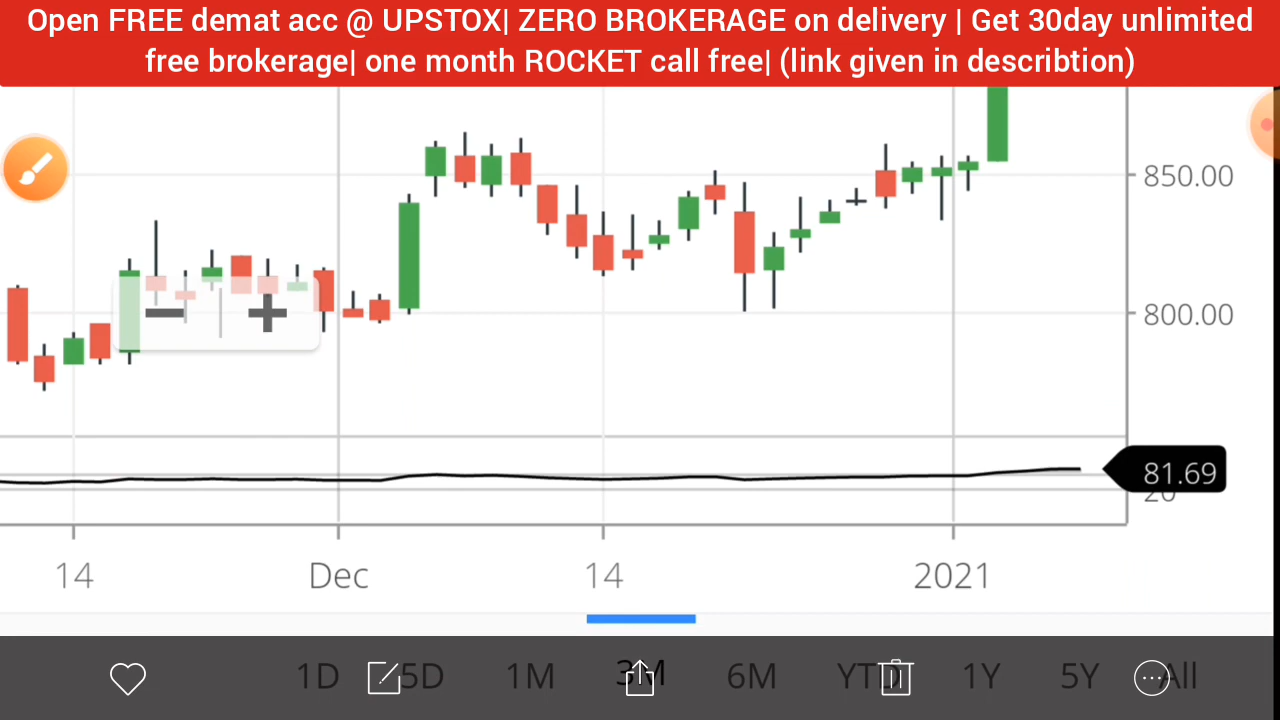 Open FREE demat acc @ UPSTOX| ZERO BROKERAGE on delivery | Get 30day unlimited
free brokerage| one month ROCKET call free| (link given in describtion)
850.00
800.00
81.69
20
14
Dec
14
2021
1D
5D
1M
3M
6M
YTD
1Y
5Y
All